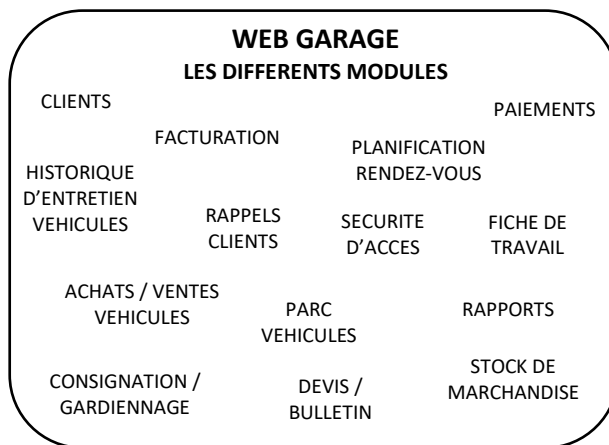 WEB GARAGE
LES DIFFERENTS MODULES
CLIENTS
PAIEMENTS
FACTURATION
PLANIFICATION
RENDEZ-VOUS
HISTORIQUE
D'ENTRETIEN
VEHICULES
RAPPELS
CLIENTS
SECURITE
D'ACCES
FICHE DE
TRAVAIL
ACHATS / VENTES
VEHICULES
PARC
VEHICULES
RAPPORTS
CONSIGNATION /
GARDIENNAGE
DEVIS /
BULLETIN
STOCK DE
MARCHANDISE